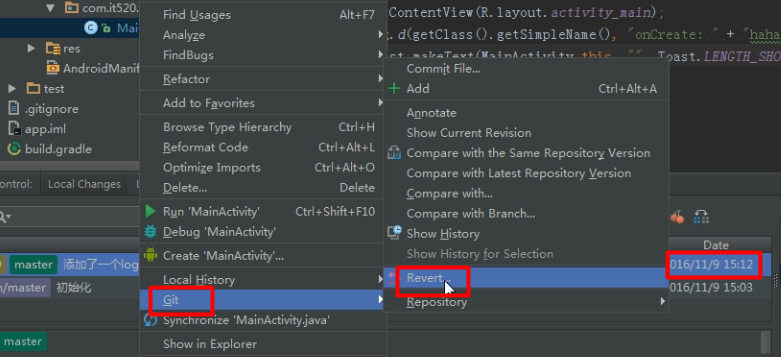 com.it520.
Mai
res
AndroidManif
test
.gitignore
app.iml
build.gradle
ContentView(R.layout.activity_main);
.d(getClass().getSimpleName(), "onCreate: " + "haha
st.makeText(MainActivity.this, "", Toast.LENGTH_SHO
Find Usages Alt+F7
Analyze
FindBugs
Refactor
Add to Favorites
Browse Type Hierarchy Ctrl+H
Reformat Code Ctrl+Alt+L
Optimize Imports Ctrl+Alt+O
Delete... Delete
Run 'MainActivity' Ctrl+Shift+F10
Debug 'MainActivity'
Create 'MainActivity'...
Local History
Git
Synchronize 'MainActivity.java'
Show in Explorer
Commit File...
Add Ctrl+Alt+A
Annotate
Show Current Revision
Compare with the Same Repository Version
Compare with Latest Repository Version
Compare with...
Compare with Branch...
Show History
Show History for Selection
Revert...
Repository
ontrol: Local Changes L
Date
master 添加了一个log
016/11/9 15:12
n/master 初始化
016/11/9 15:03
master